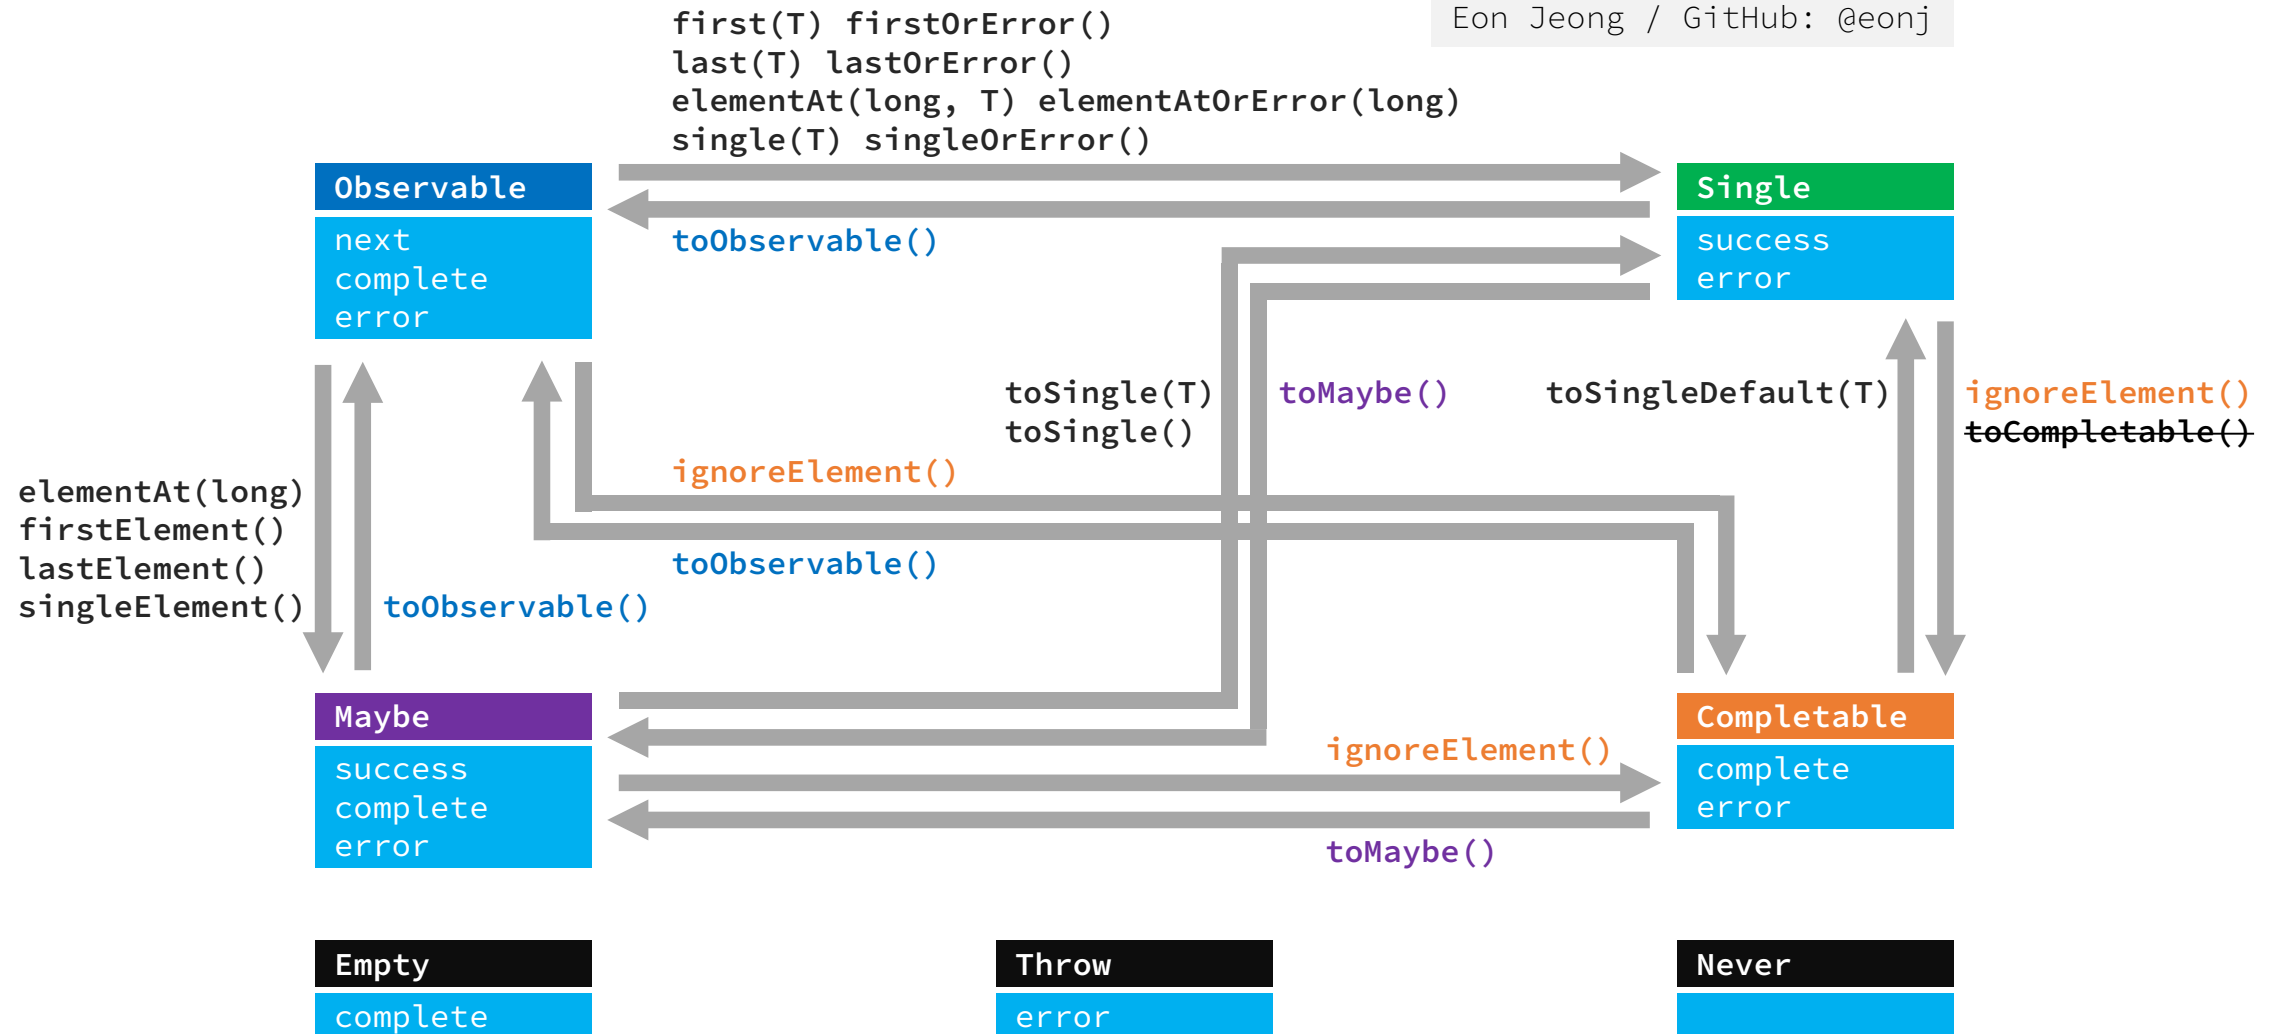 Eon Jeong / GitHub: @eonj
first(T) firstOrError()
last(T) lastOrError()
elementAt(long, T) elementAtOrError(long)
single(T) singleOrError()
Observable
next
complete
error
toObservable()
Single
success
error
toSingle(T)
toSingle()
toMaybe()
toSingleDefault(T)
ignoreElement()
toCompletable()
ignoreElement()
toObservable()
elementAt(long)
firstElement()
lastElement()
singleElement()
toObservable()
Maybe
success
complete
error
ignoreElement()
toMaybe()
Completable
complete
error
Empty
complete
Throw
error
Never